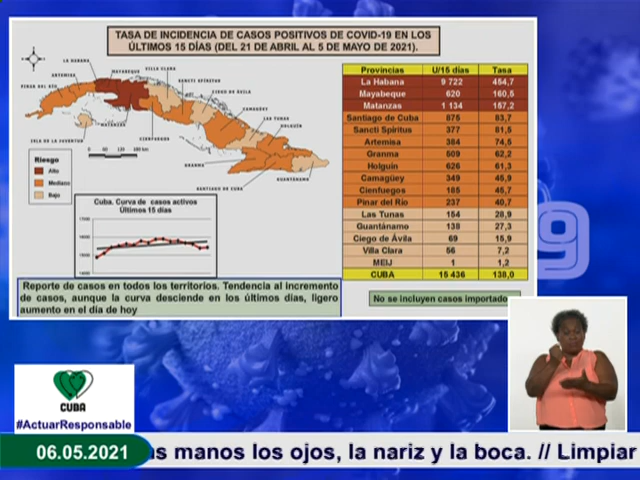 TASA DE INCIDENCIA DE CASOS POSITIVOS DE COVID-19 EN LOS
ÚLTIMOS 15 DÍAS (DEL 21 DE ABRIL AL 5 DE MAYO DE 2021).
LA HABANA
MAYABEQUE
VILLA CLARA
ARTEMISA
SANCTI SPÍRITUS
PINAR DEL RÍO
CIEGO DE ÁVILA
CAMAGÜEY
LAS TUNAS
HOLGUÍN
MATANZAS
ISLA DE LA JUVENTUD
CIENFUEGOS
GRANMA
SANTIAGO DE CUBA
GUANTÁNAMO
Riesgo
Alto
Mediano
Bajo
Provincias U/15 días Tasa
La Habana 9 722 454,7
Mayabeque 620 160,5
Matanzas 1 134 157,2
Santiago de Cuba 875 83,7
Sancti Spíritus 377 81,5
Artemisa 384 74,5
Granma 509 62,2
Holguín 626 61,3
Camagüey 349 45,9
Cienfuegos 185 45,7
Pinar del Río 237 40,7
Las Tunas 154 28,9
Guantánamo 138 27,3
Ciego de Ávila 69 15,9
Villa Clara 56 7,2
MEIJ 1 1,2
CUBA 15 436 138,0
Cuba. Curva de casos activos
Últimos 15 días
Reporte de casos en todos los territorios. Tendencia al incremento
de casos, aunque la curva desciende en los últimos días, ligero
aumento en el día de hoy
No se incluyen casos importado
9
CUBA
#ActuarResponsable
06.05.2021
as manos los ojos, la nariz y la boca. // Limpiar